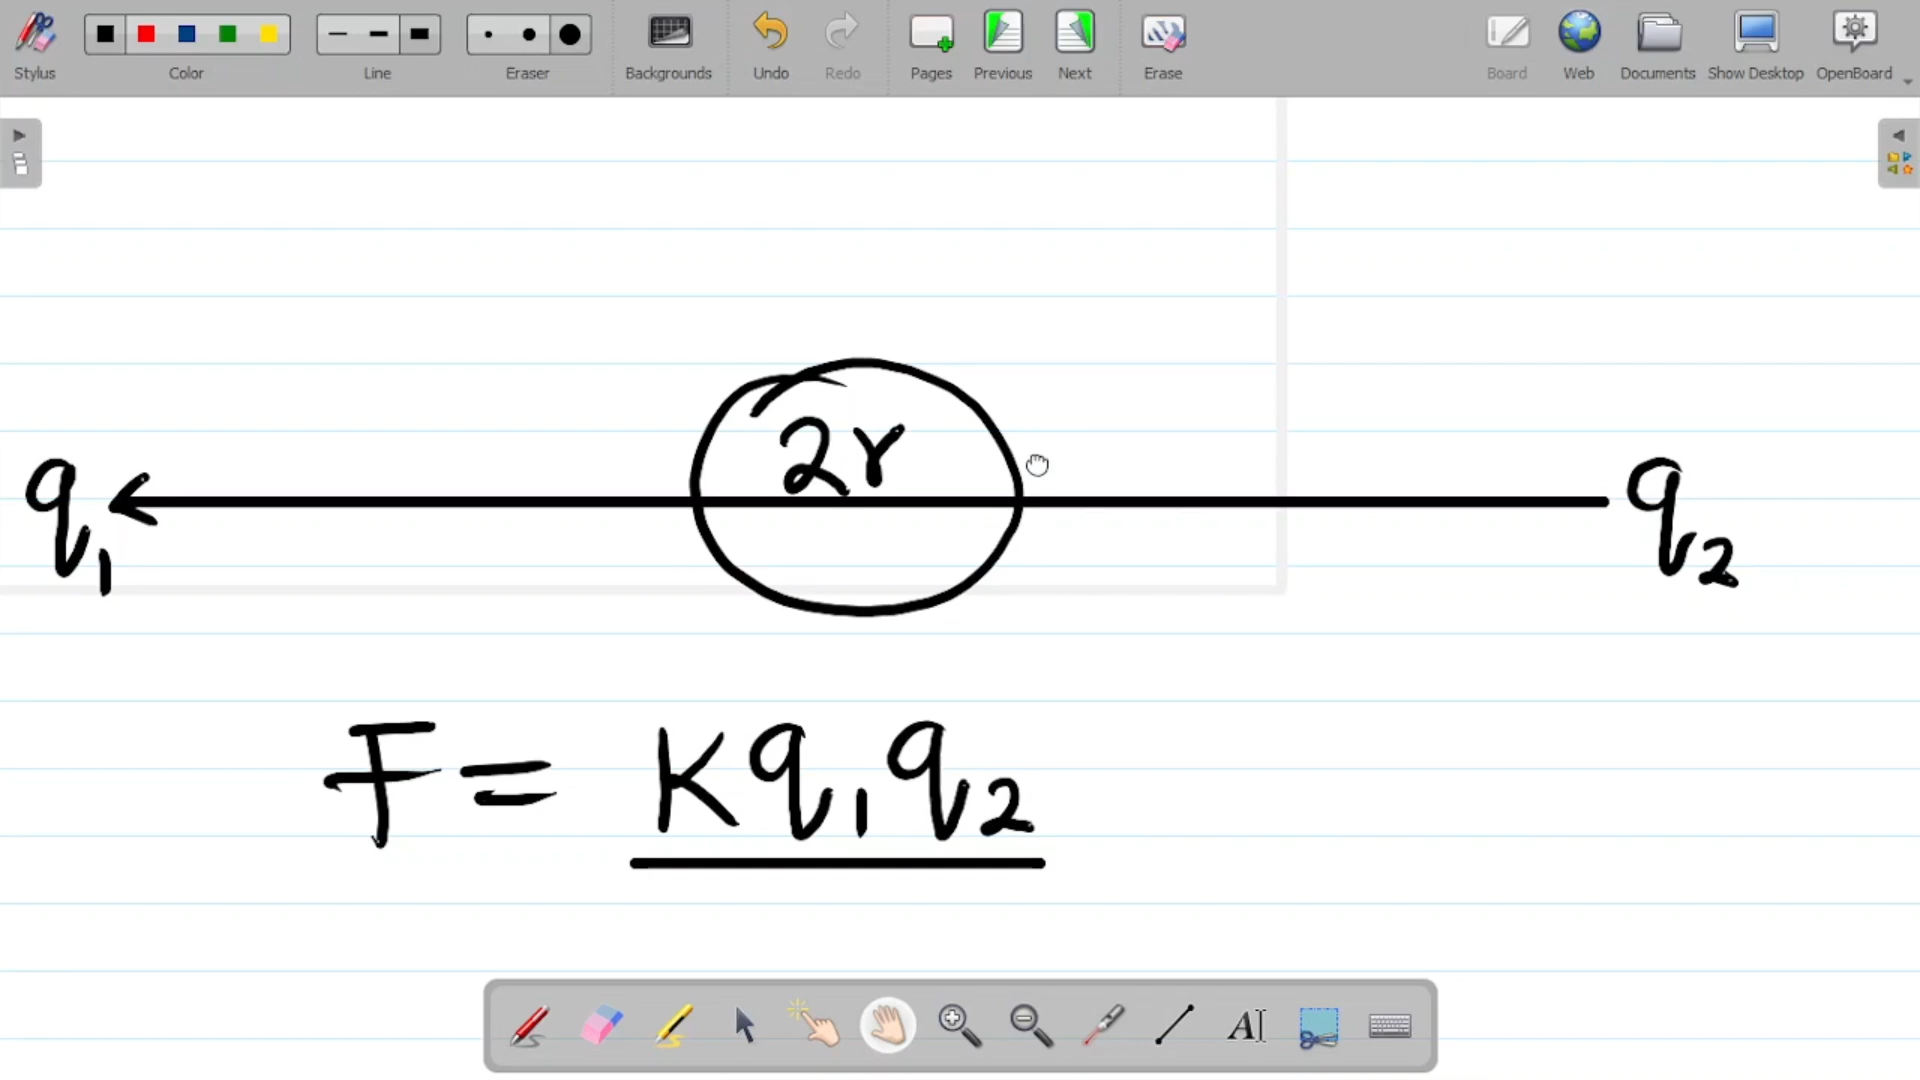 Stylus Color Line Eraser Backgrounds Undo Redo Pages Previous Next Erase Board Web Documents Show Desktop OpenBoard
2r
q₁ q₂
F = Kq₁q₂
AI